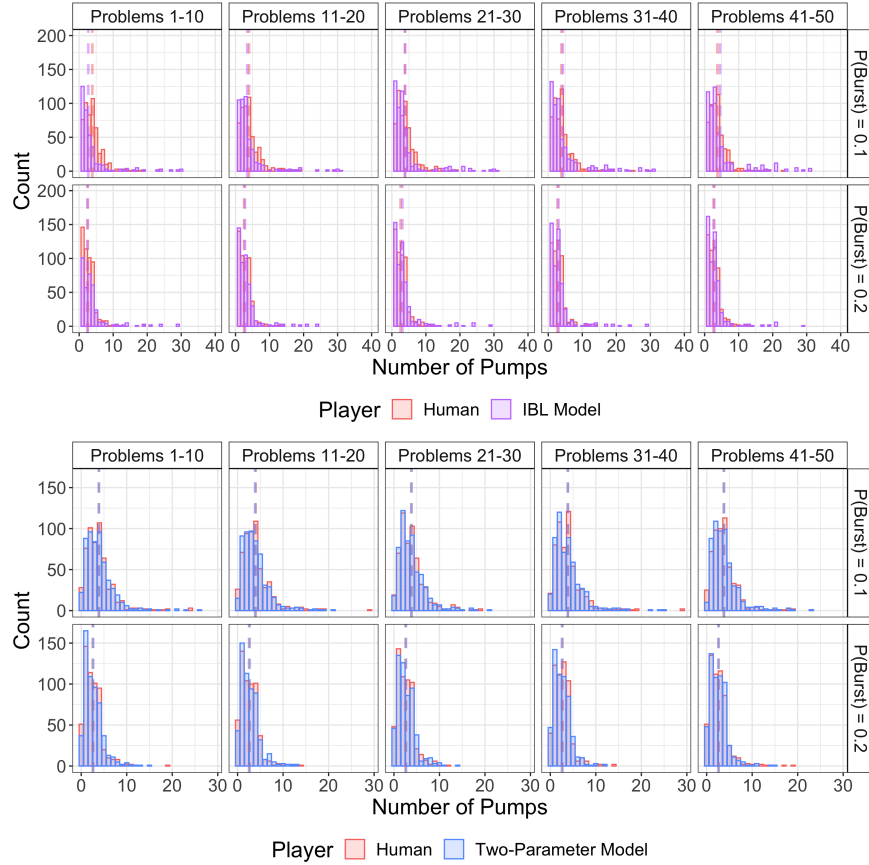 Problems 1-10 Problems 11-20 Problems 21-30 Problems 31-40 Problems 41-50
200
150
100
50
0
P(Burst) = 0.1
200
150
100
50
0
P(Burst) = 0.2
Count
0 10 20 30 40 0 10 20 30 40 0 10 20 30 40 0 10 20 30 40 0 10 20 30 40
Number of Pumps
Player Human IBL Model
Problems 1-10 Problems 11-20 Problems 21-30 Problems 31-40 Problems 41-50
150
100
50
0
P(Burst) = 0.1
150
100
50
0
P(Burst) = 0.2
Count
0 10 20 30 0 10 20 30 0 10 20 30 0 10 20 30 0 10 20 30
Number of Pumps
Player Human Two-Parameter Model